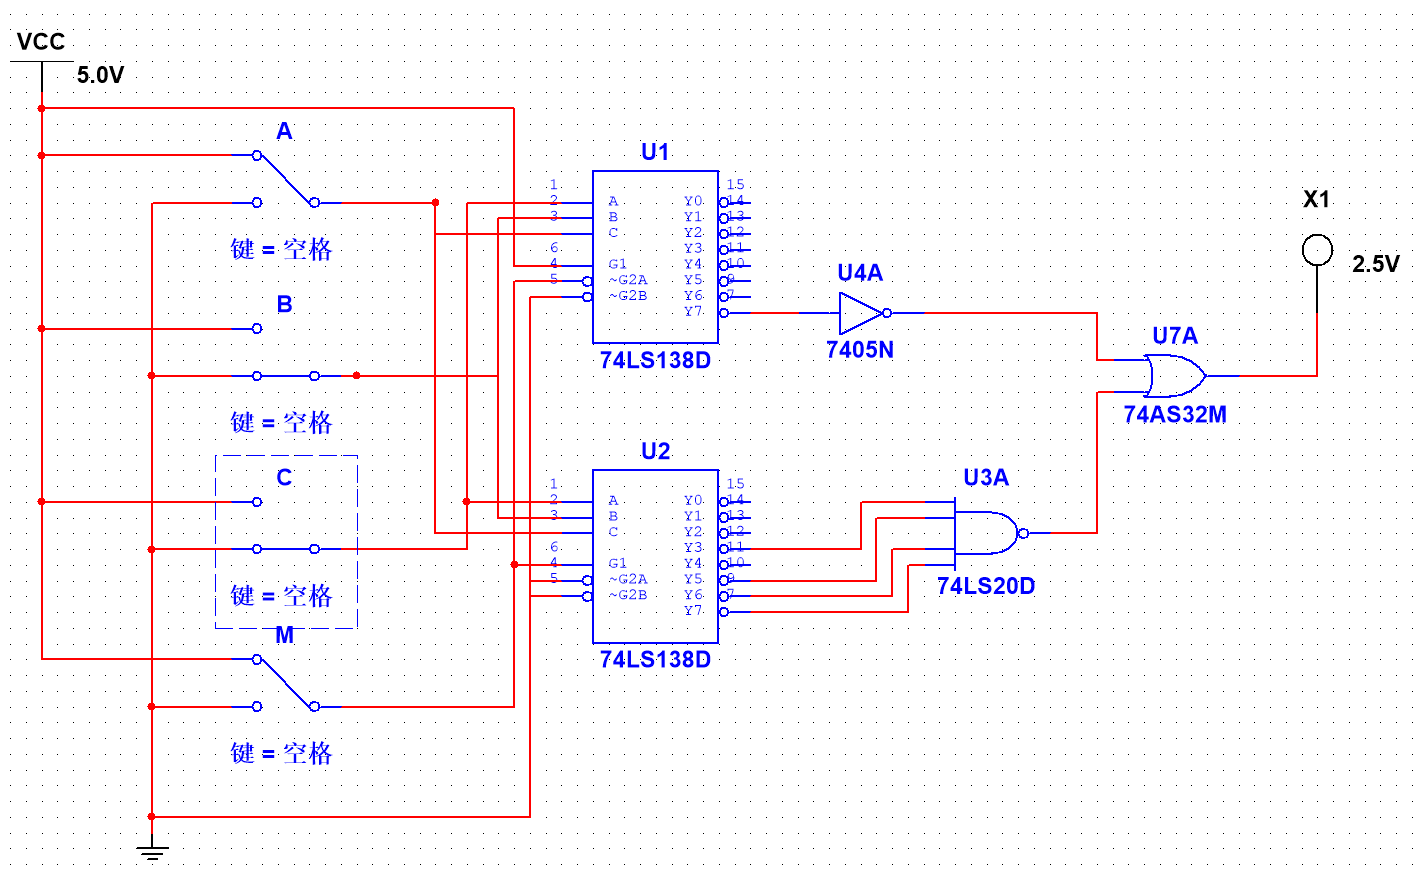 VCC
5.0V
A
键 = 空格
B
键 = 空格
C
键 = 空格
M
键 = 空格
U1
1
2
3
6
4
5
A
B
C
G1
~G2A
~G2B
Y0
Y1
Y2
Y3
Y4
Y5
Y6
Y7
15
14
13
12
11
10
9
7
74LS138D
U2
1
2
3
6
4
5
A
B
C
G1
~G2A
~G2B
Y0
Y1
Y2
Y3
Y4
Y5
Y6
Y7
15
14
13
12
11
10
9
7
74LS138D
U4A
7405N
U3A
74LS20D
U7A
74AS32M
X1
2.5V